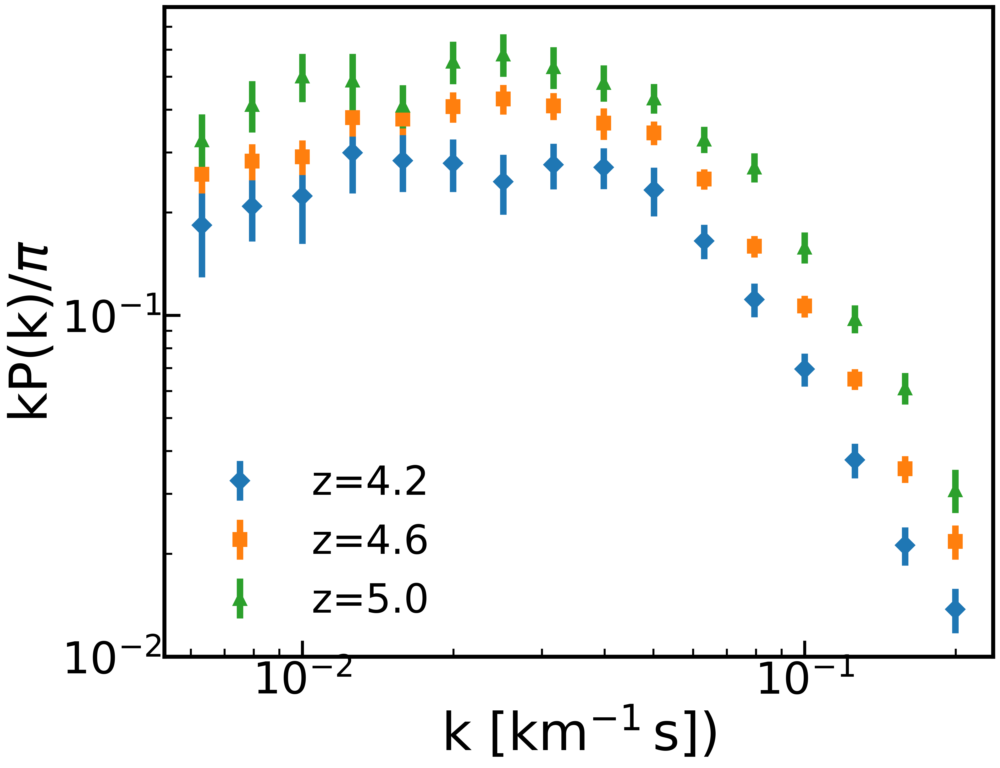 kP(k)/π
10⁻¹
10⁻²
z=4.2
z=4.6
z=5.0
10⁻² 10⁻¹
k [km⁻¹ s])